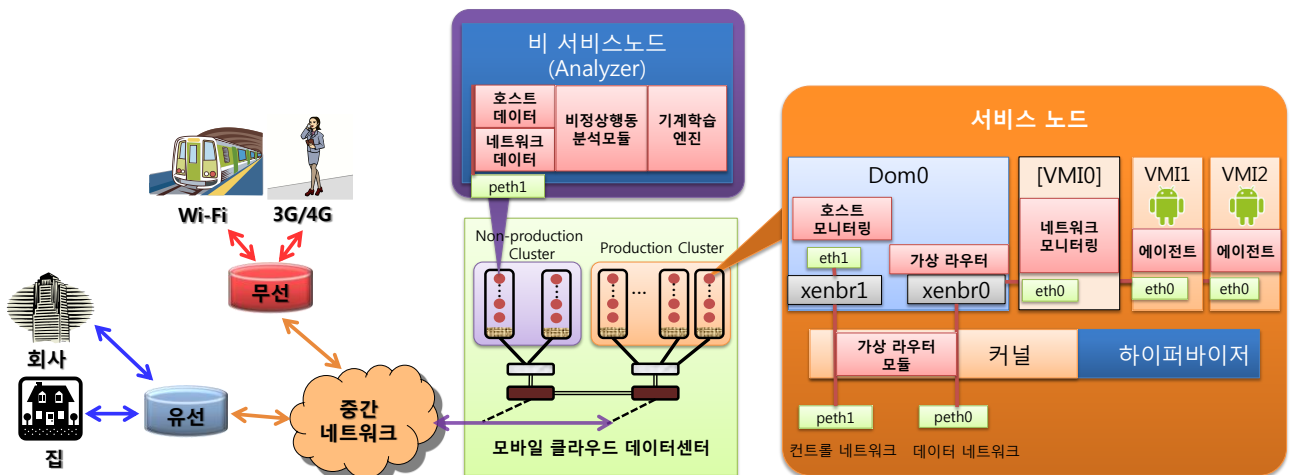 비 서비스노드
(Analyzer)
호스트
데이터
네트워크
데이터
비정상행동
분석모듈
기계학습
엔진
peth1
서비스 노드
Dom0
호스트
모니터링
eth1
가상 라우터
xenbr1
xenbr0
[VMI0]
네트워크
모니터링
eth0
VMI1
에이전트
eth0
VMI2
에이전트
eth0
가상 라우터
모듈
커널
하이퍼바이저
peth1
peth0
컨트롤 네트워크
데이터 네트워크
Wi-Fi
3G/4G
무선
회사
집
유선
중간
네트워크
Non-production
Cluster
Production Cluster
...
모바일 클라우드 데이터센터